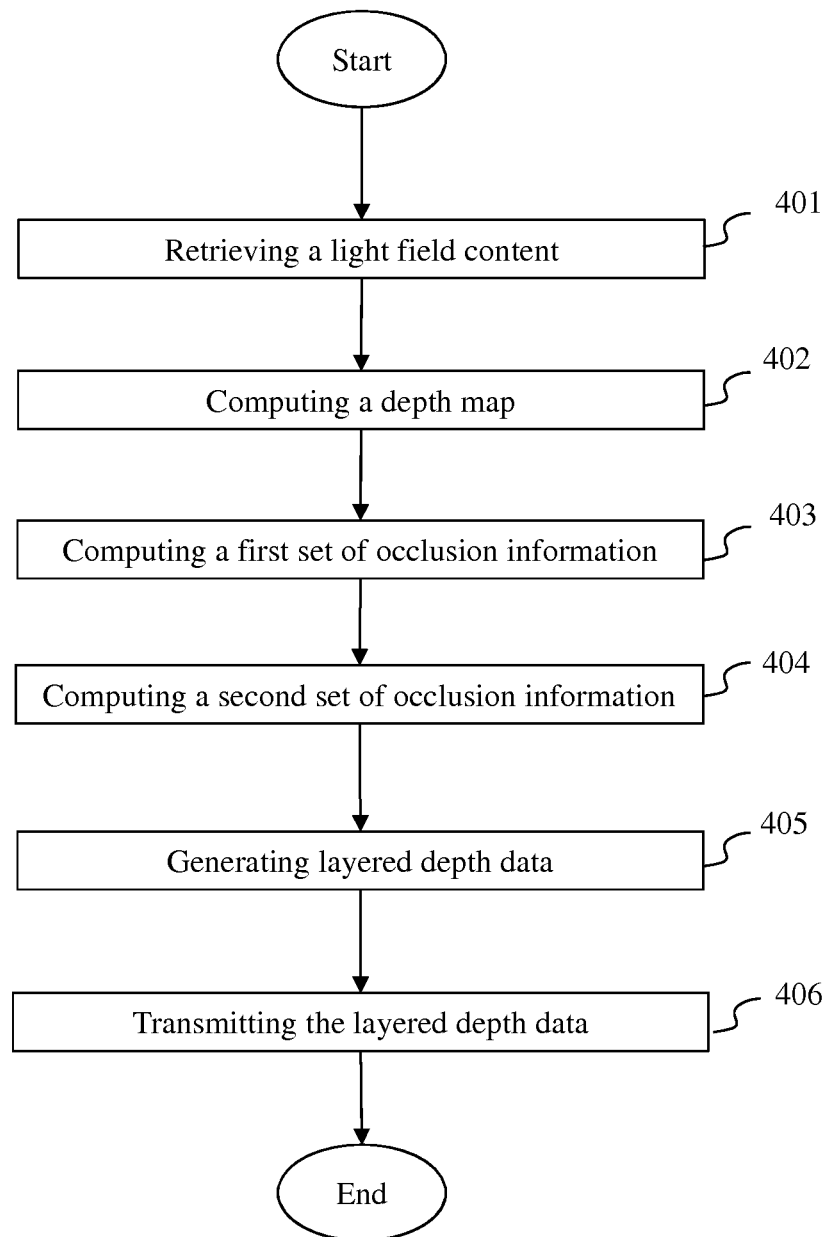 Start
401
Retrieving a light field content
402
Computing a depth map
403
Computing a first set of occlusion information
404
Computing a second set of occlusion information
405
Generating layered depth data
406
Transmitting the layered depth data
End